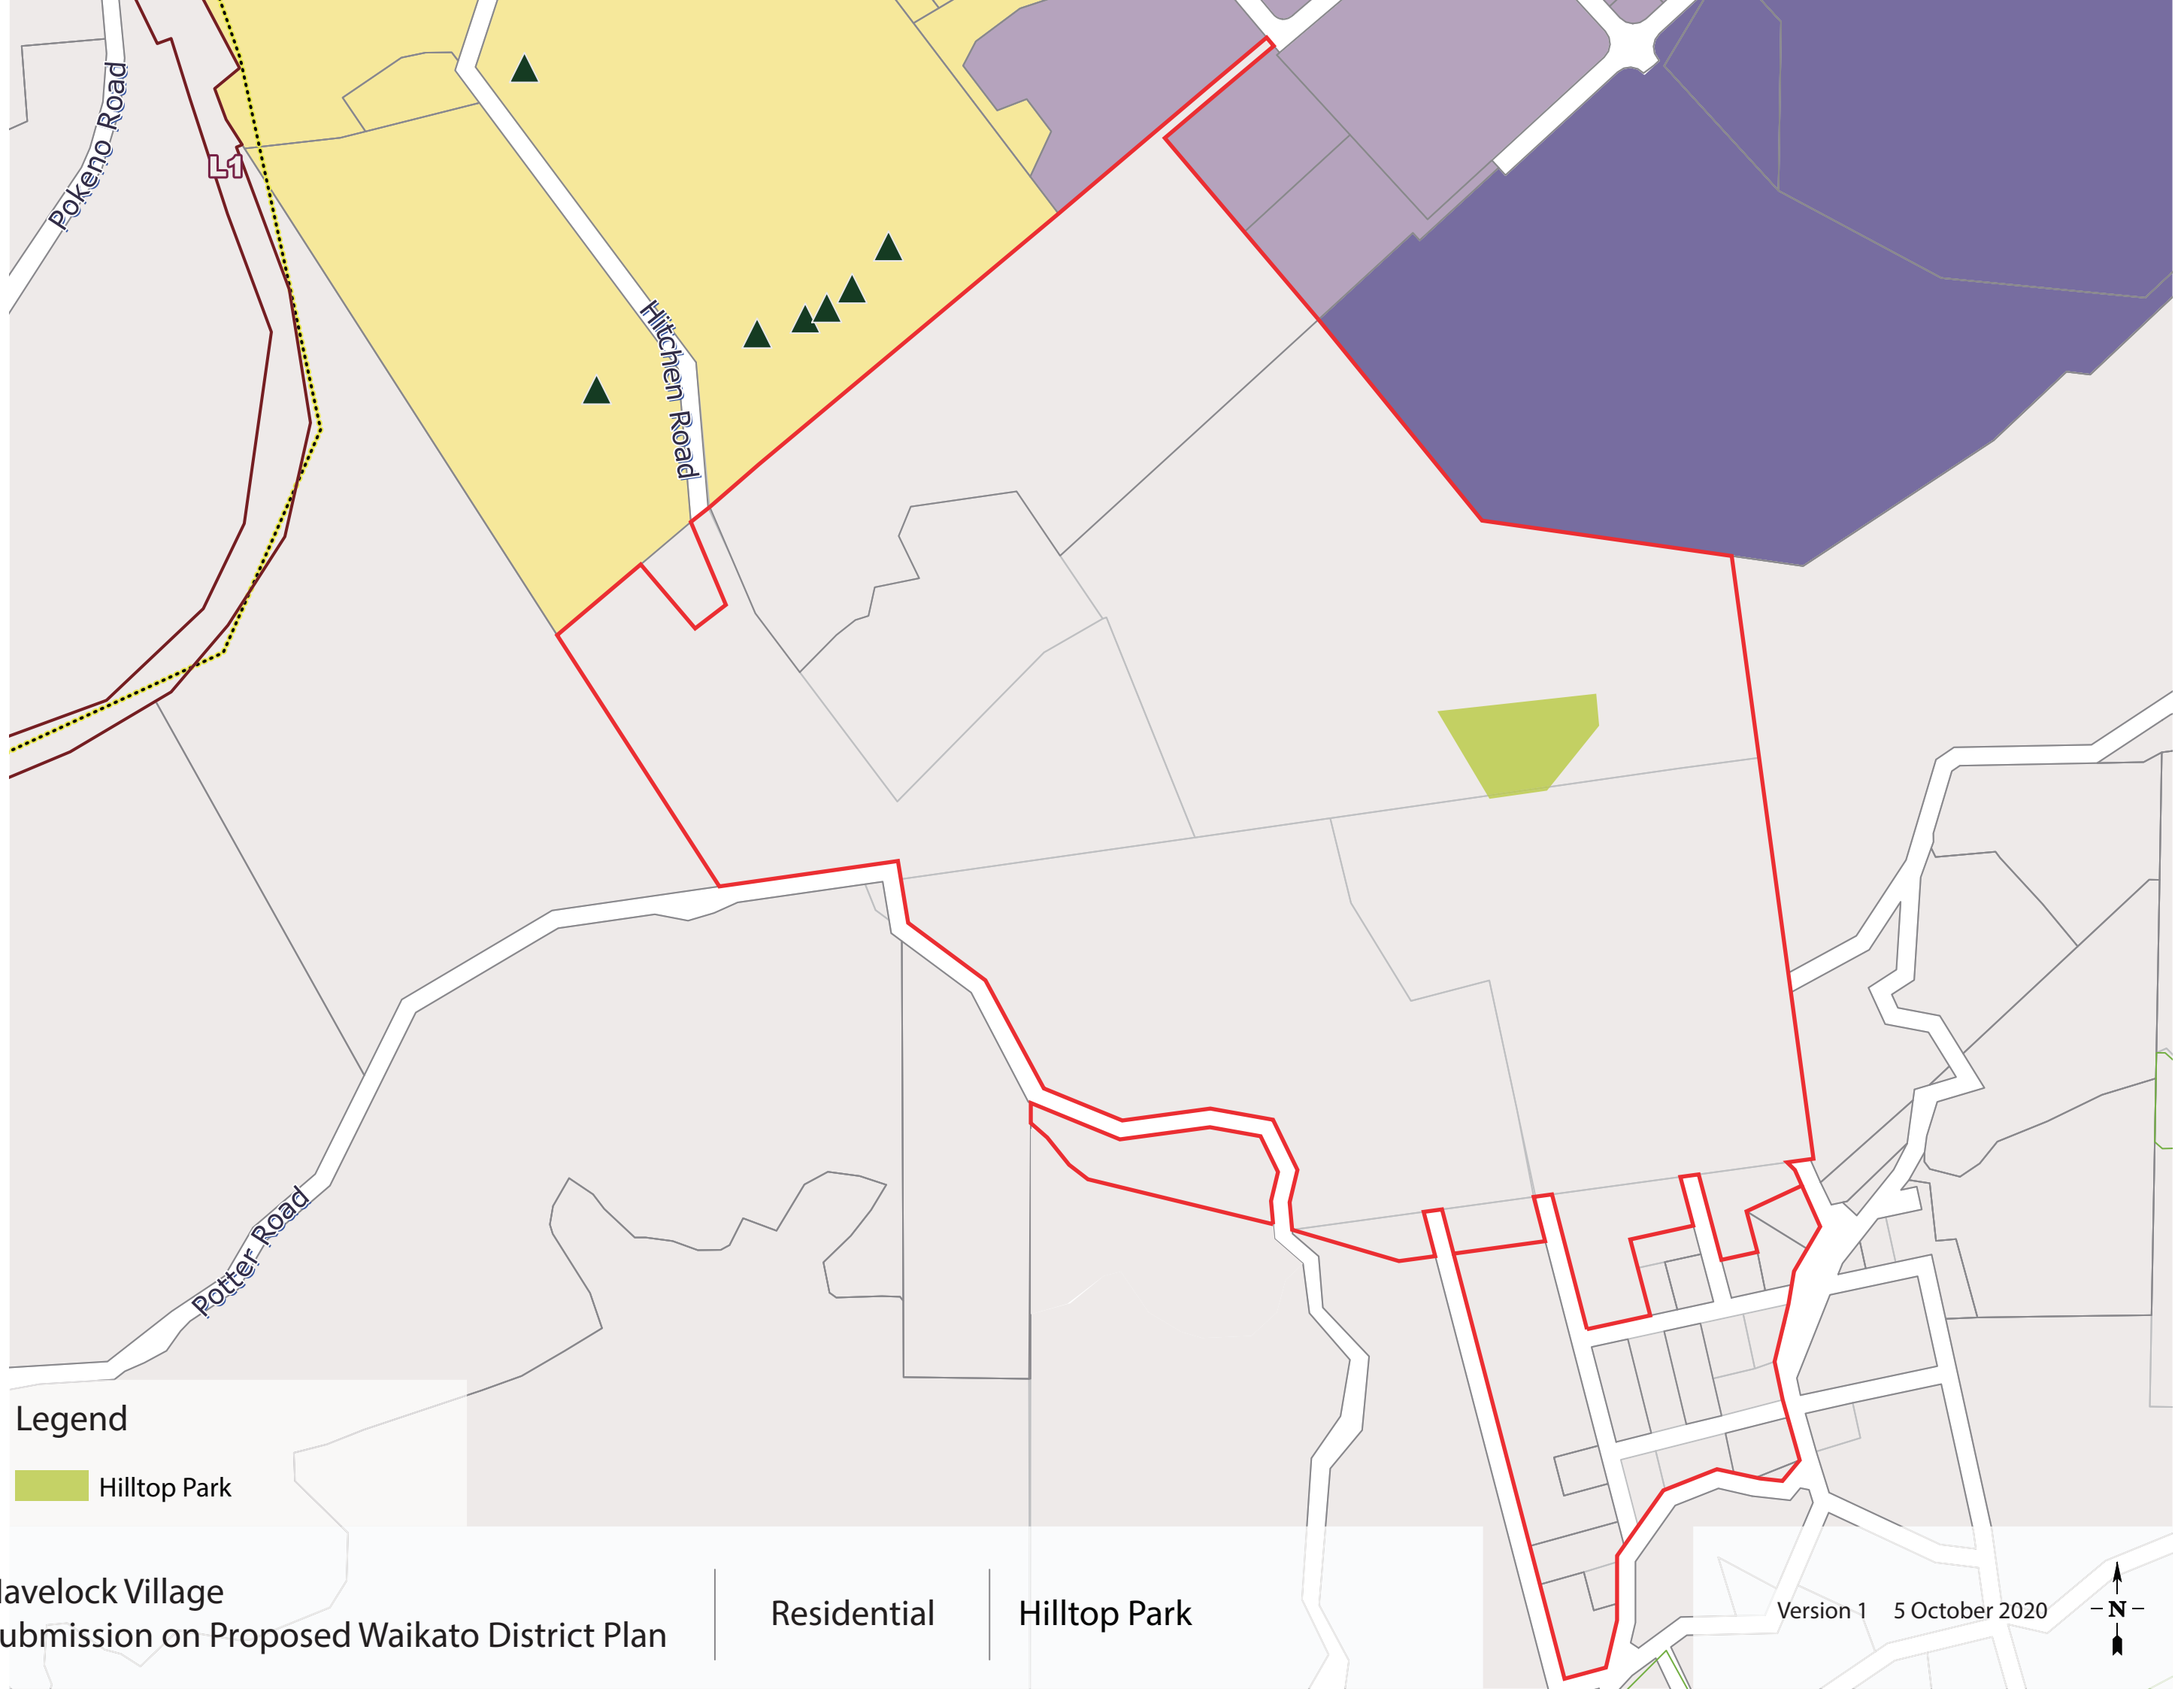 Pokeno Road
L1
Hitchen Road
Potter Road
Legend
Hilltop Park
avelock Village
ubmission on Proposed Waikato District Plan
Residential
Hilltop Park
Version 1 5 October 2020
N